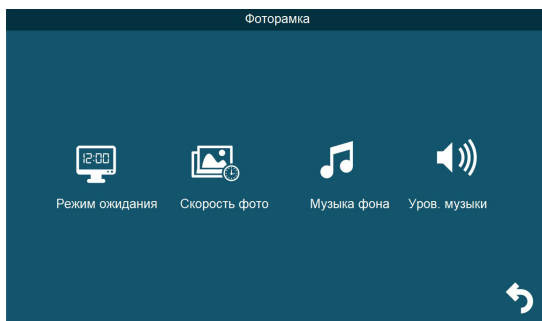 Фоторамка
12:00
Режим ожидания
Скорость фото
Музыка фона
Уров. музыки